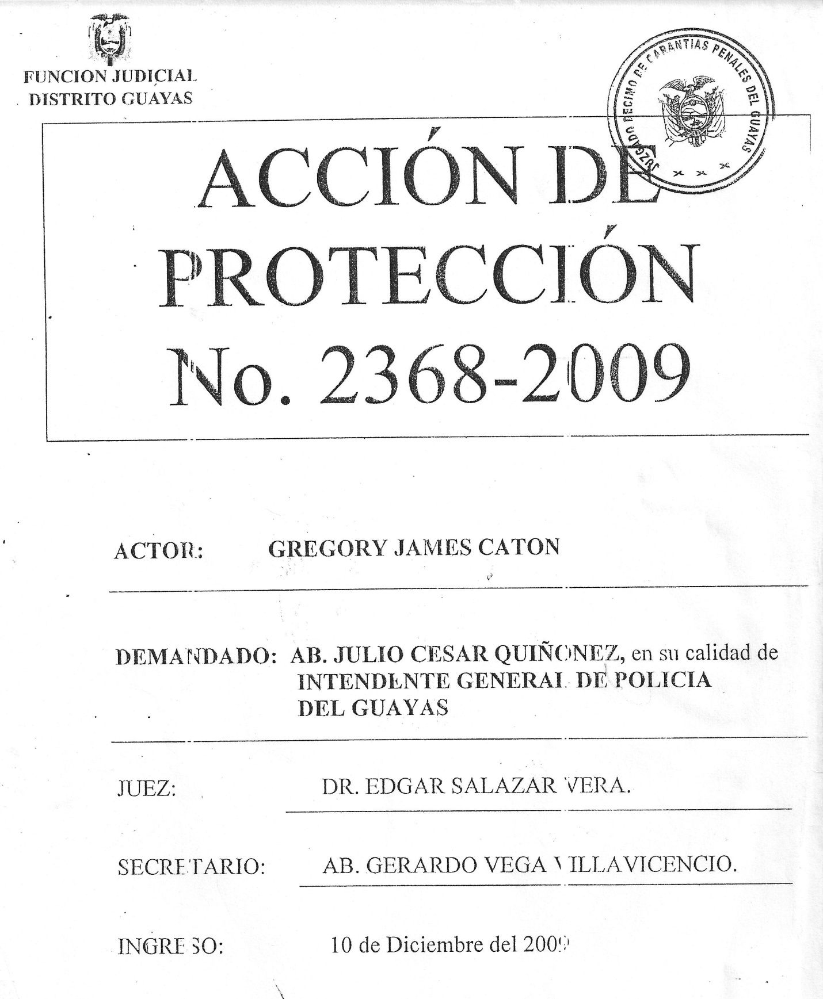 FUNCION JUDICIAL
DISTRITO GUAYAS
JUZGADO DECIMO DE GARANTIAS PENALES DEL GUAYAS
ACCIÓN DE
PROTECCIÓN
No. 2368-2009
ACTOR: GREGORY JAMES CATON
DEMANDADO: AB. JULIO CESAR QUIÑONEZ, en su calidad de
INTENDENTE GENERAL DE POLICIA
DEL GUAYAS
JUEZ: DR. EDGAR SALAZAR VERA.
SECRETARIO: AB. GERARDO VEGA VILLAVICENCIO.
INGRESO: 10 de Diciembre del 2009